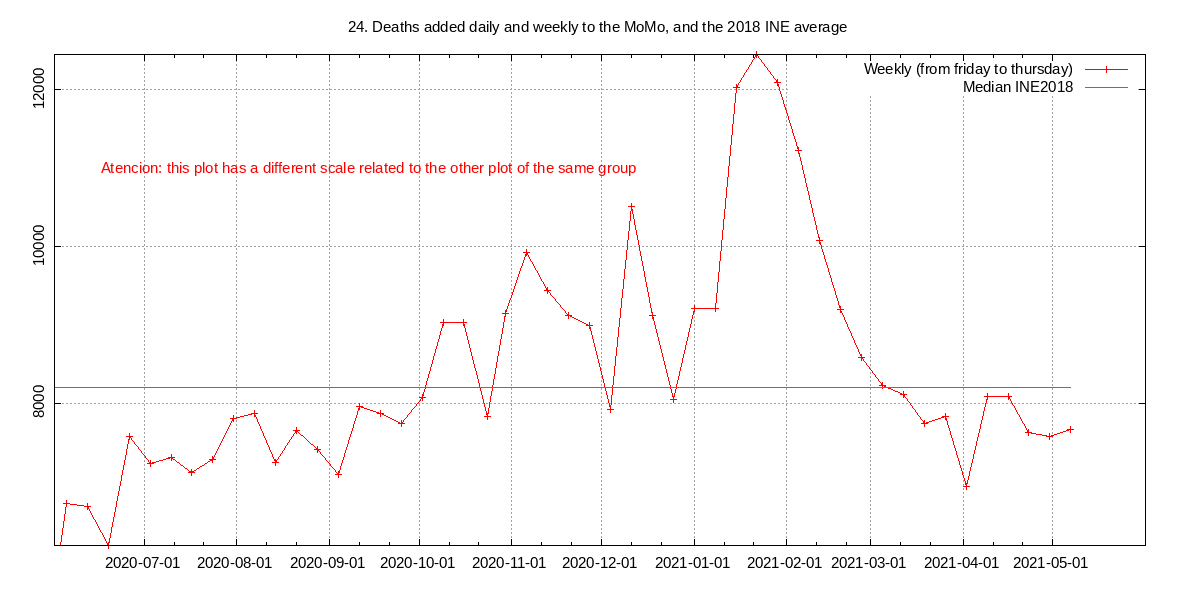 24. Deaths added daily and weekly to the MoMo, and the 2018 INE average
Weekly (from friday to thursday)
Median INE2018
Atencion: this plot has a different scale related to the other plot of the same group
12000
10000
8000
2020-07-01 2020-08-01 2020-09-01 2020-10-01 2020-11-01 2020-12-01 2021-01-01 2021-02-01 2021-03-01 2021-04-01 2021-05-01